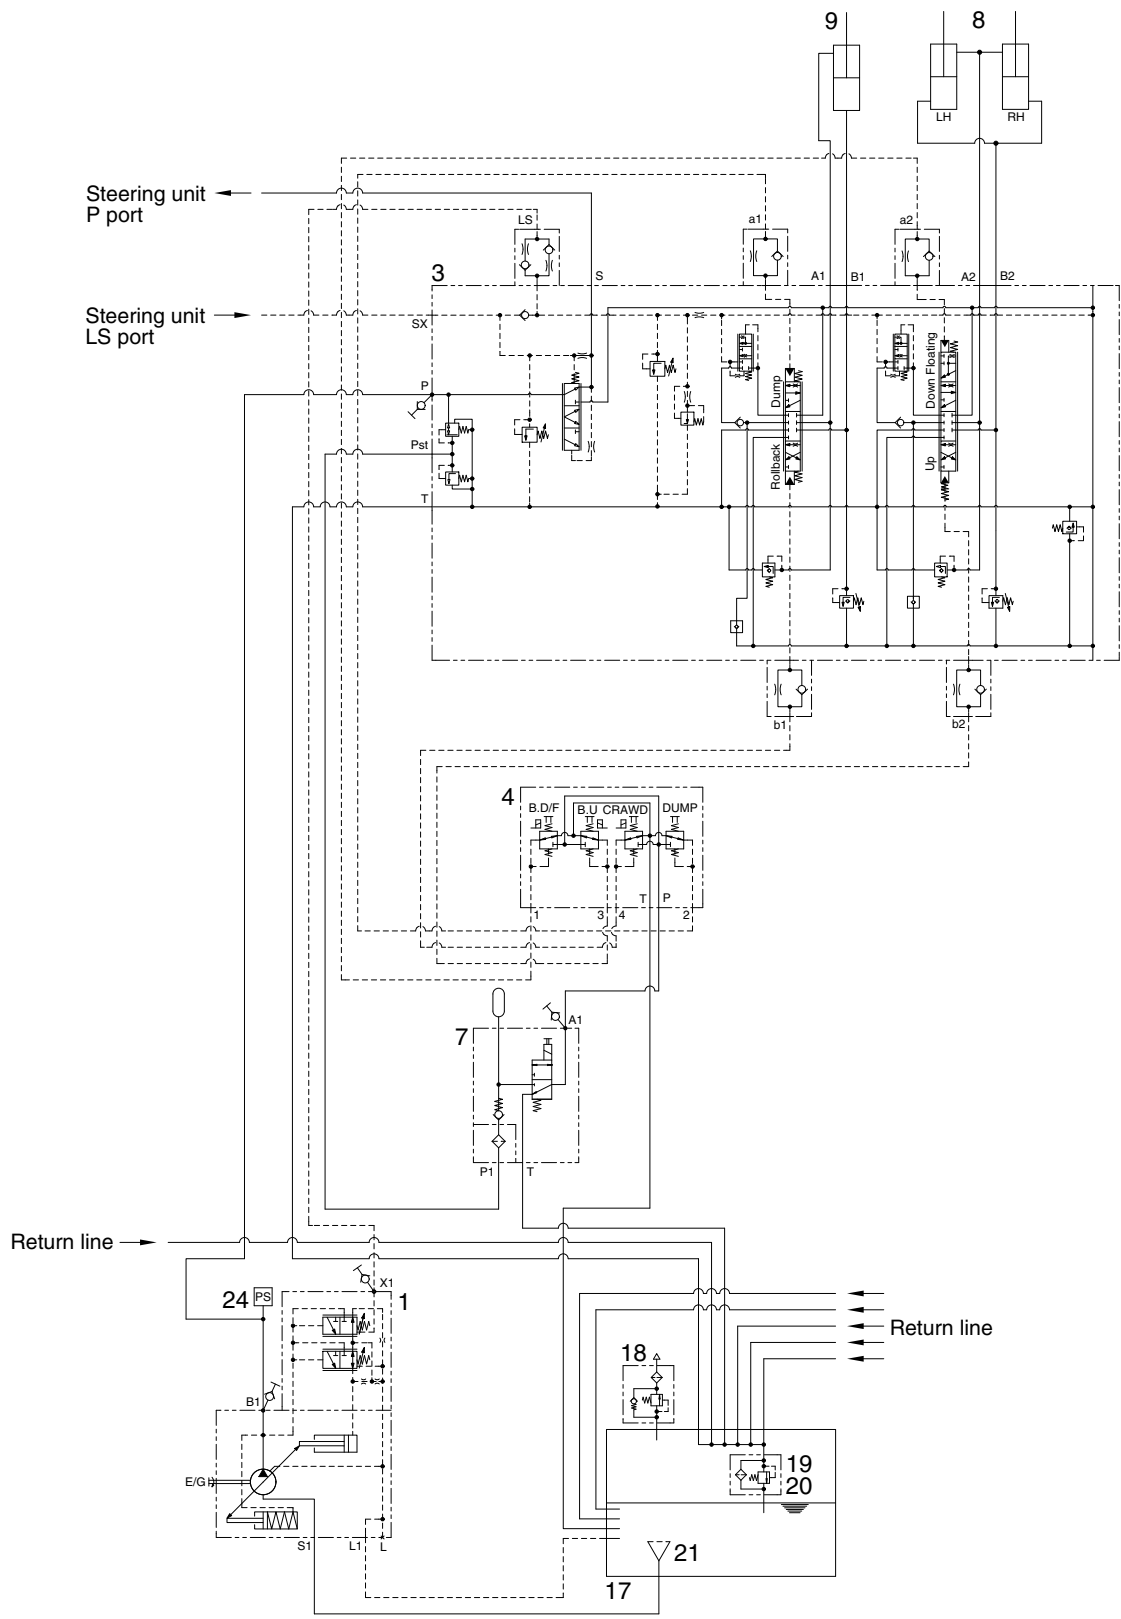 9
8
LH
RH
Steering unit
P port
LS
a1
a2
3
S
A1
B1
A2
B2
Steering unit
LS port
SX
P
Dump
Down Floating
Pst
Rollback
Up
T
b1
b2
4
B.D/F
B.U
CRAWD
DUMP
T
P
1
3
4
2
A1
7
P1
T
Return line
X1
24
PS
1
Return line
18
B1
19
E/G
20
S1
L1
L
21
17